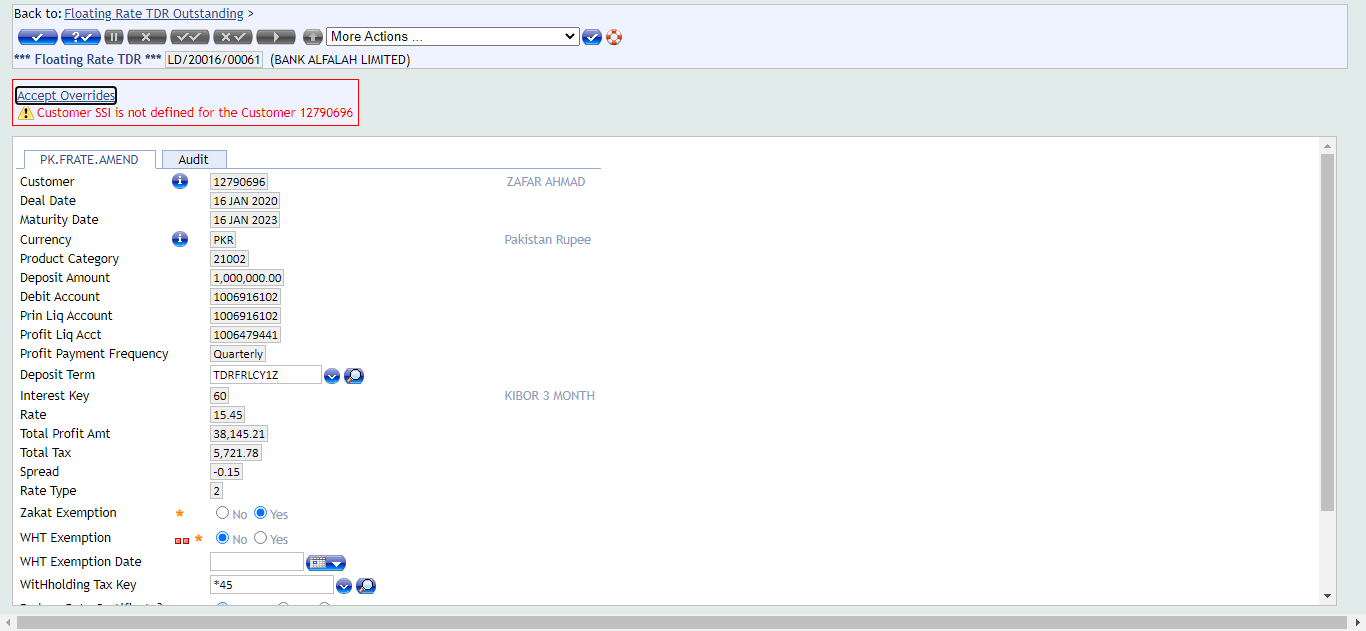 Back to: Floating Rate TDR Outstanding >
More Actions ...
*** Floating Rate TDR *** LD/20016/00061 (BANK ALFALAH LIMITED)
Accept Overrides
Customer SSI is not defined for the Customer 12790696
PK.FRATE.AMEND Audit
Customer 12790696 ZAFAR AHMAD
Deal Date 16 JAN 2020
Maturity Date 16 JAN 2023
Currency PKR Pakistan Rupee
Product Category 21002
Deposit Amount 1,000,000.00
Debit Account 1006916102
Prin Liq Account 1006916102
Profit Liq Acct 1006479441
Profit Payment Frequency Quarterly
Deposit Term TDRFRLCY1Z
Interest Key 60 KIBOR 3 MONTH
Rate 15.45
Total Profit Amt 38,145.21
Total Tax 5,721.78
Spread -0.15
Rate Type 2
Zakat Exemption * No Yes
WHT Exemption * No Yes
WHT Exemption Date
WitHholding Tax Key *45